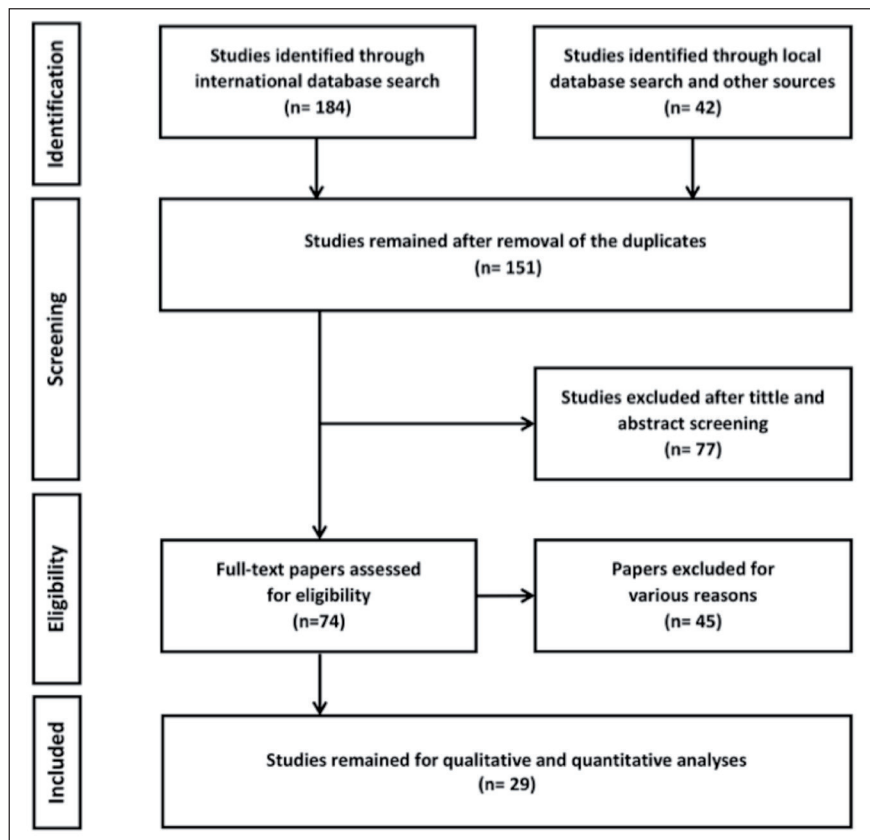 Identification
Studies identified through
international database search
(n= 184)
Studies identified through local
database search and other sources
(n= 42)
Screening
Studies remained after removal of the duplicates
(n= 151)
Studies excluded after tittle and
abstract screening
(n= 77)
Eligibility
Full-text papers assessed
for eligibility
(n=74)
Papers excluded for
various reasons
(n= 45)
Included
Studies remained for qualitative and quantitative analyses
(n= 29)